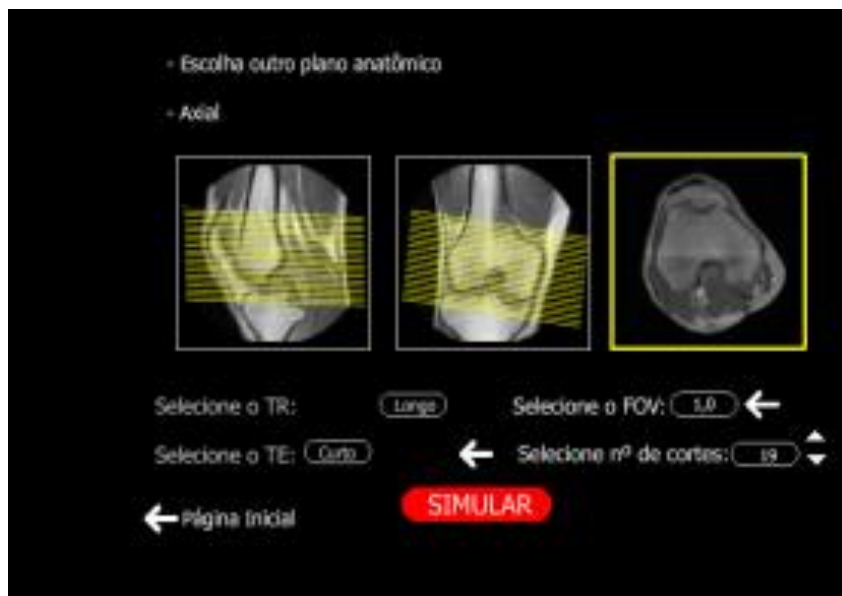 - Escolha outro plano anatômico
- Axial
Selecione o TR: Longo
Selecione o FOV: 1,0
Selecione o TE: Curto
Selecione nº de cortes: 19
Página Inicial
SIMULAR